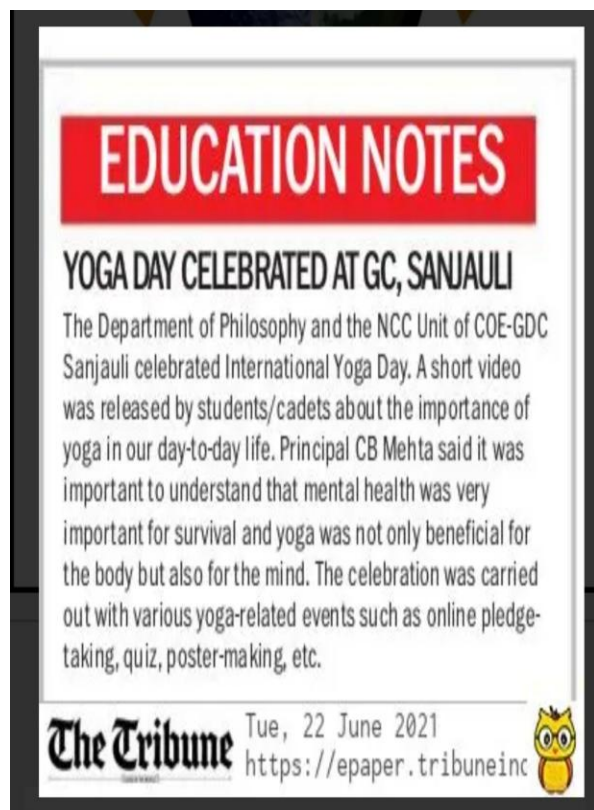 EDUCATION NOTES
YOGA DAY CELEBRATED AT GC, SANJAULI
The Department of Philosophy and the NCC Unit of COE-GDC
Sanjauli celebrated International Yoga Day. A short video
was released by students/cadets about the importance of
yoga in our day-to-day life. Principal CB Mehta said it was
important to understand that mental health was very
important for survival and yoga was not only beneficial for
the body but also for the mind. The celebration was carried
out with various yoga-related events such as online pledge-
taking, quiz, poster-making, etc.
The Tribune
Tue, 22 June 2021
https://epaper.tribuneinc